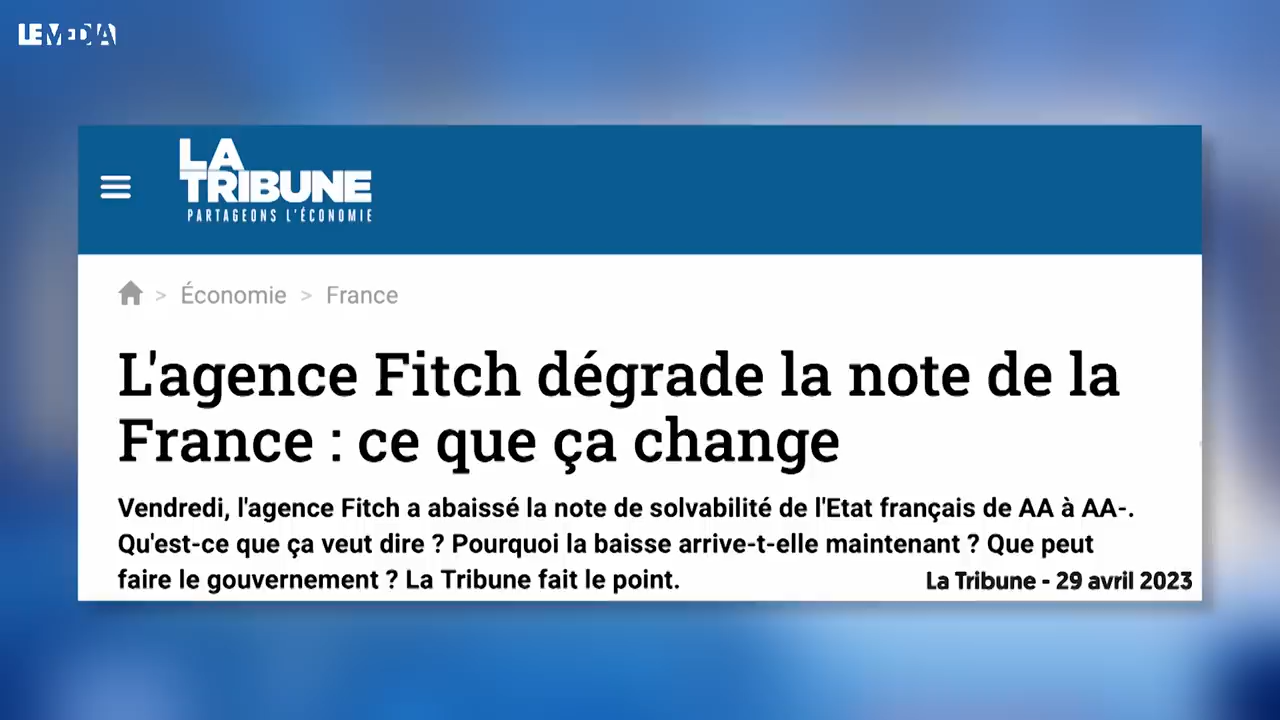 LEMEDIA
LA
TRIBUNE
PARTAGEONS L'ÉCONOMIE
> Économie > France
L'agence Fitch dégrade la note de la
France : ce que ça change
Vendredi, l'agence Fitch a abaissé la note de solvabilité de l'Etat français de AA à AA-.
Qu'est-ce que ça veut dire ? Pourquoi la baisse arrive-t-elle maintenant ? Que peut
faire le gouvernement ? La Tribune fait le point.
La Tribune - 29 avril 2023